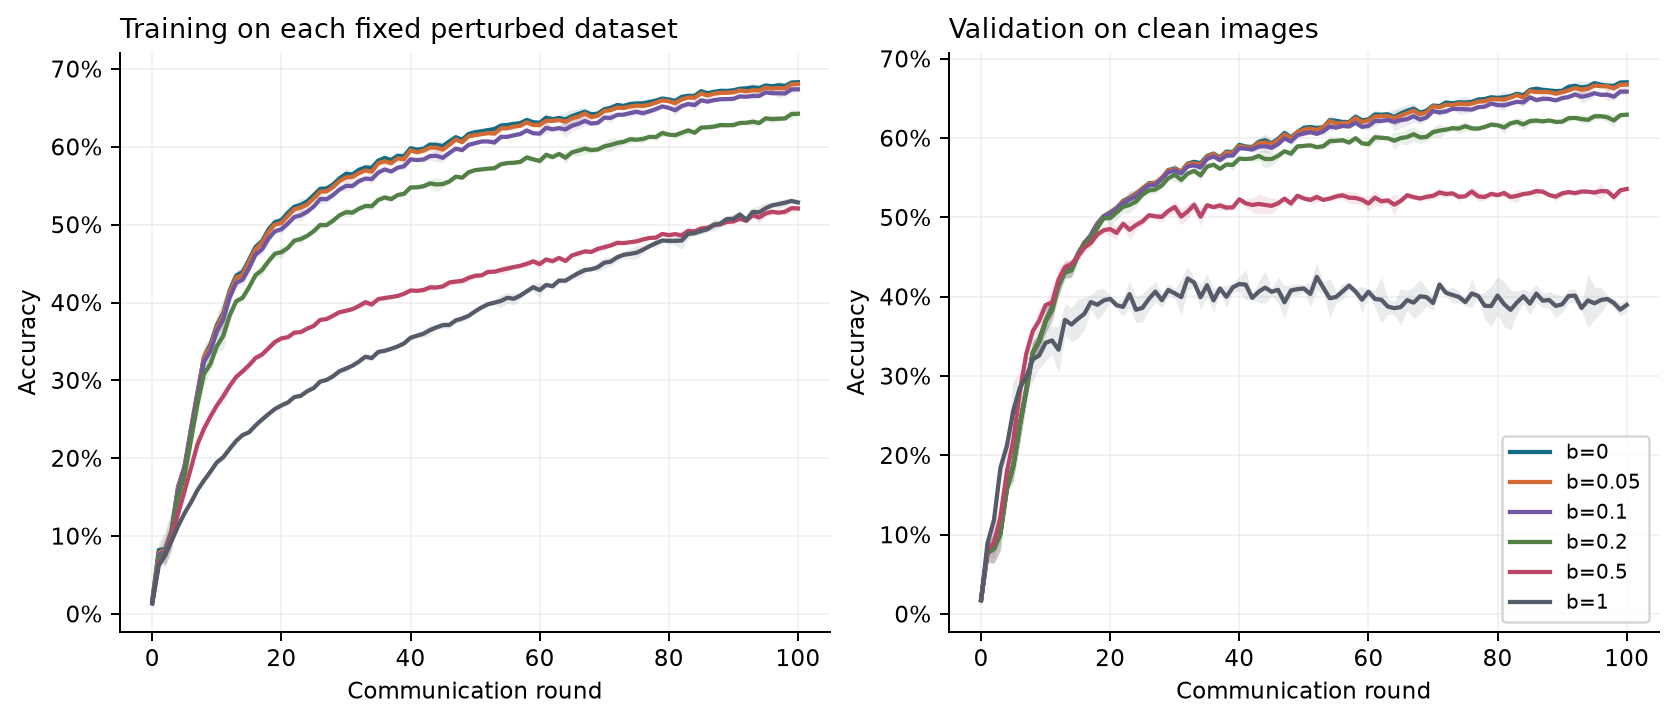 Training on each fixed perturbed dataset
70%
60%
50%
40%
30%
20%
10%
0%
Accuracy
0 20 40 60 80 100
Communication round
Validation on clean images
70%
60%
50%
40%
30%
20%
10%
0%
Accuracy
0 20 40 60 80 100
Communication round
b=0
b=0.05
b=0.1
b=0.2
b=0.5
b=1